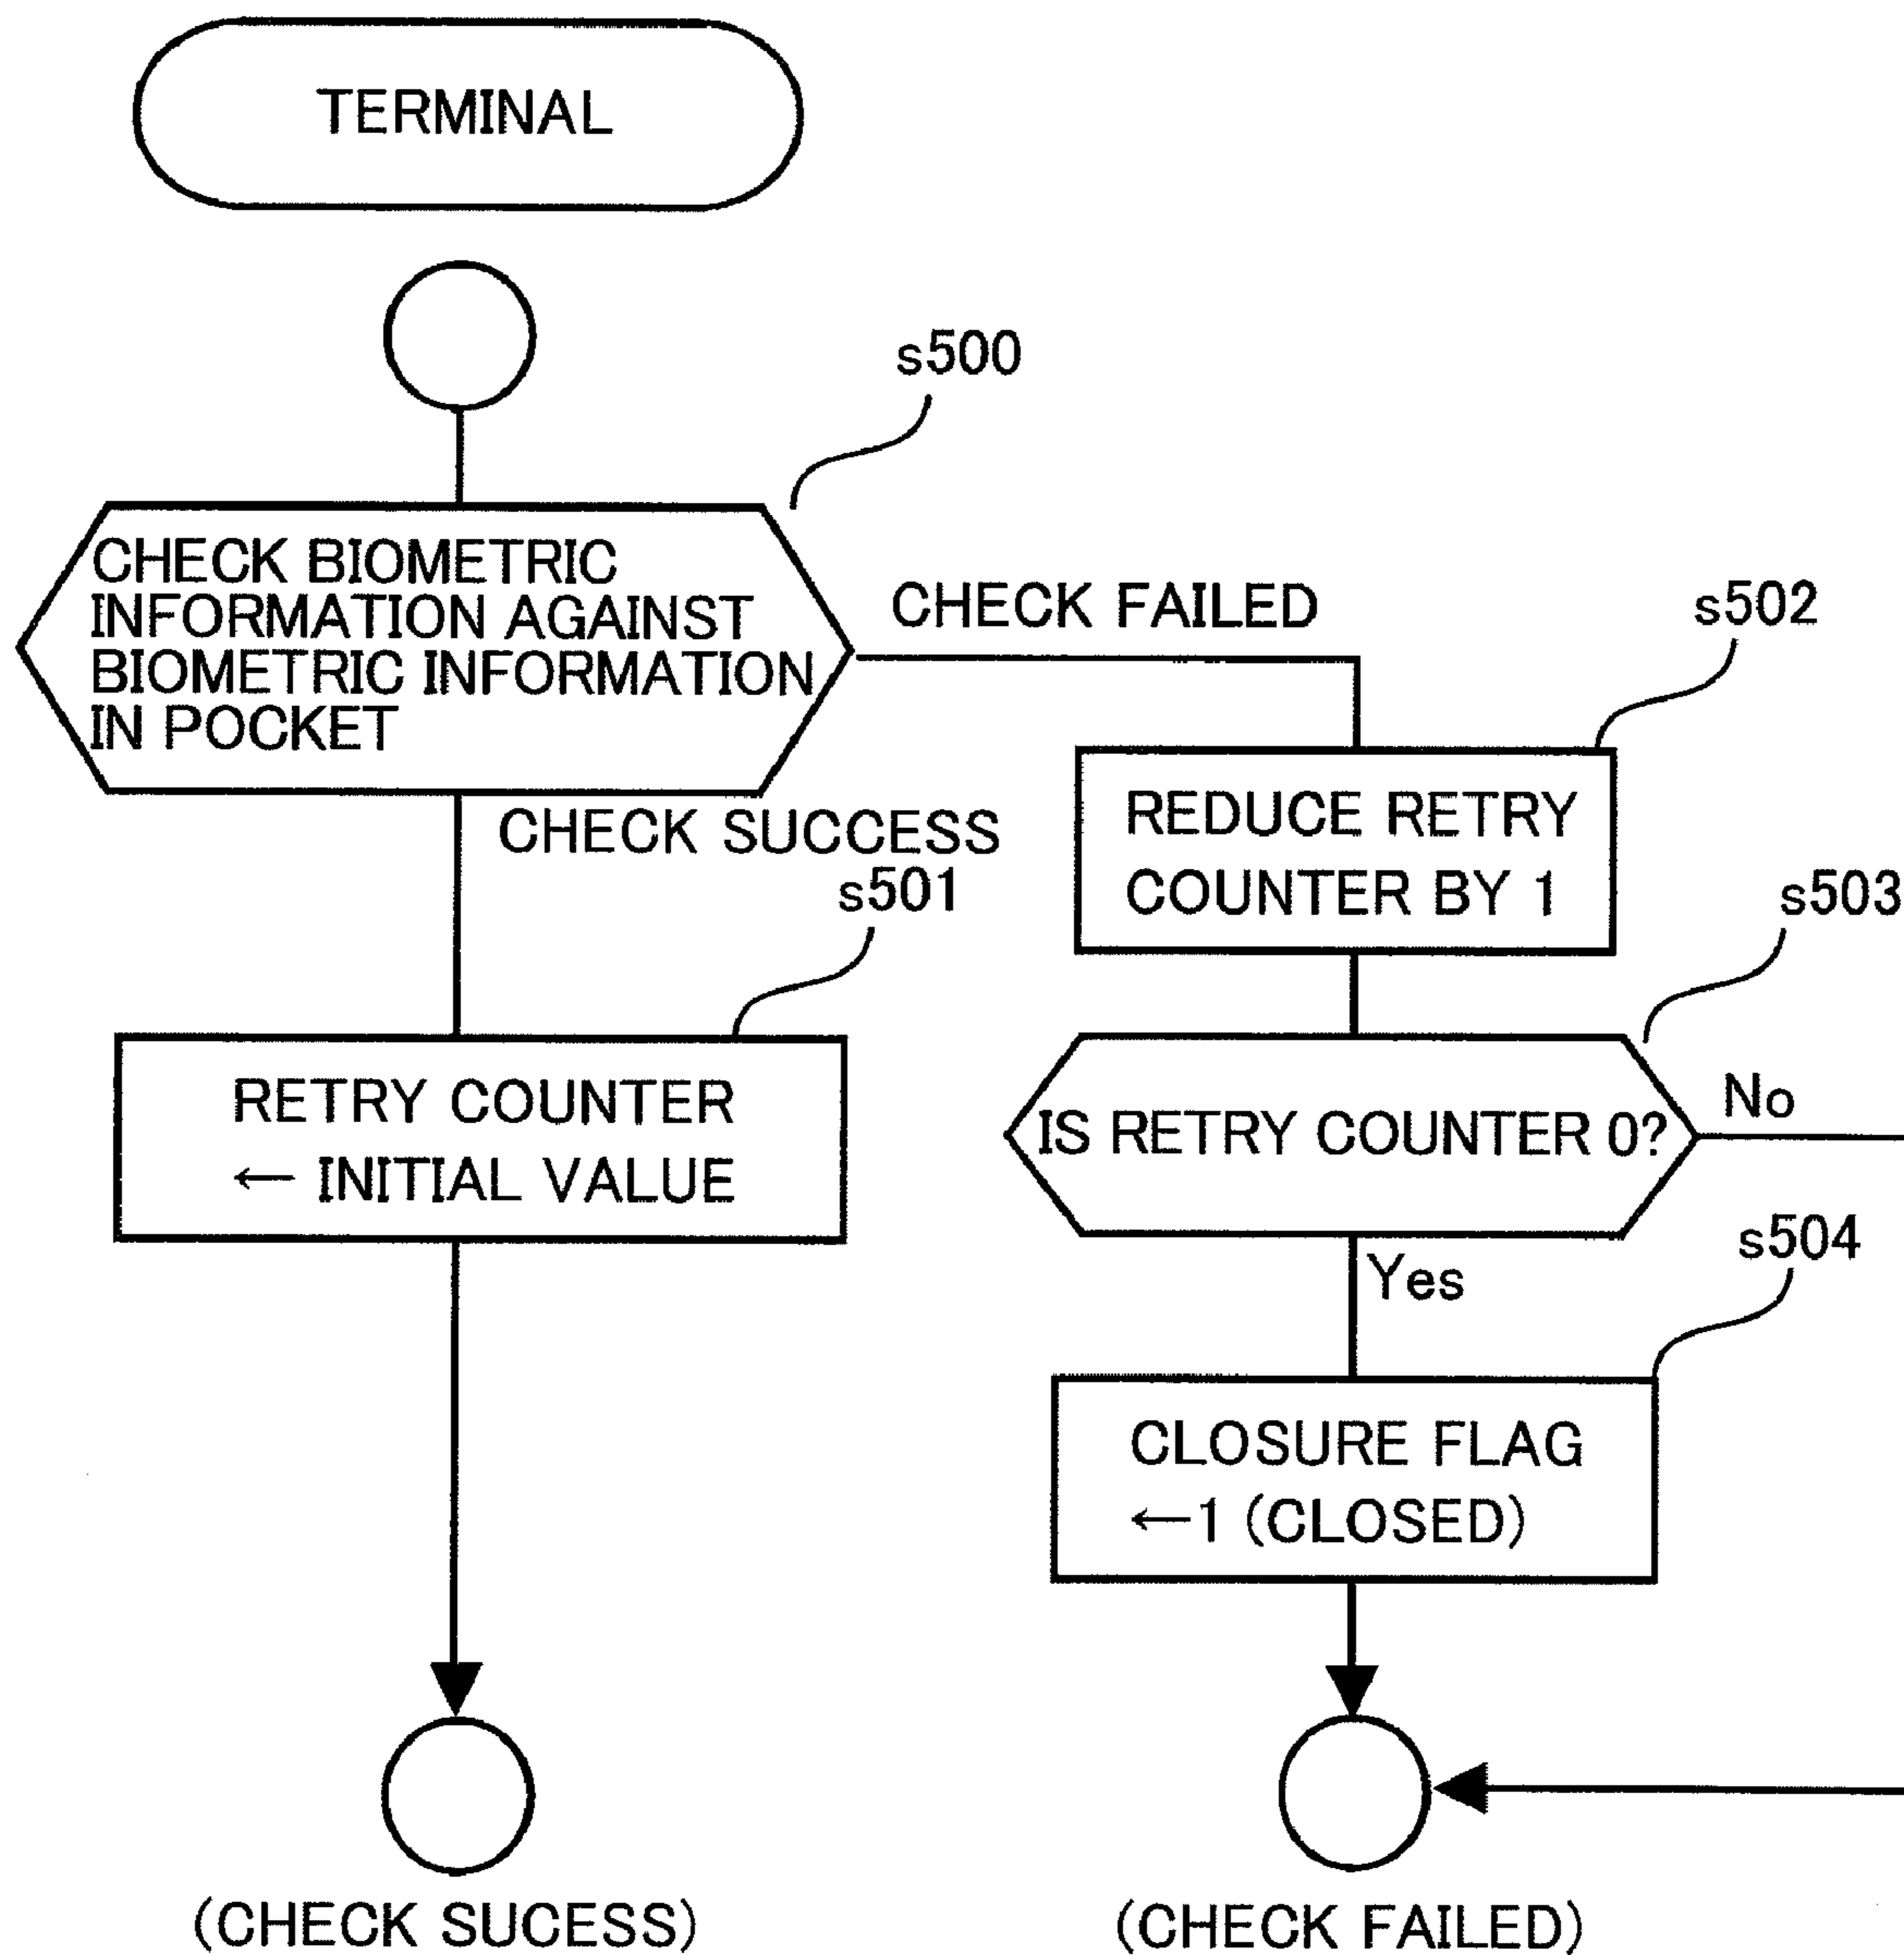 TERMINAL
s500
CHECK BIOMETRIC
INFORMATION AGAINST
BIOMETRIC INFORMATION
IN POCKET
CHECK FAILED
s502
REDUCE RETRY
COUNTER BY 1
CHECK SUCCESS
s501
s503
RETRY COUNTER
← INITIAL VALUE
IS RETRY COUNTER 0?
No
Yes
s504
CLOSURE FLAG
←1 (CLOSED)
(CHECK SUCESS)
(CHECK FAILED)